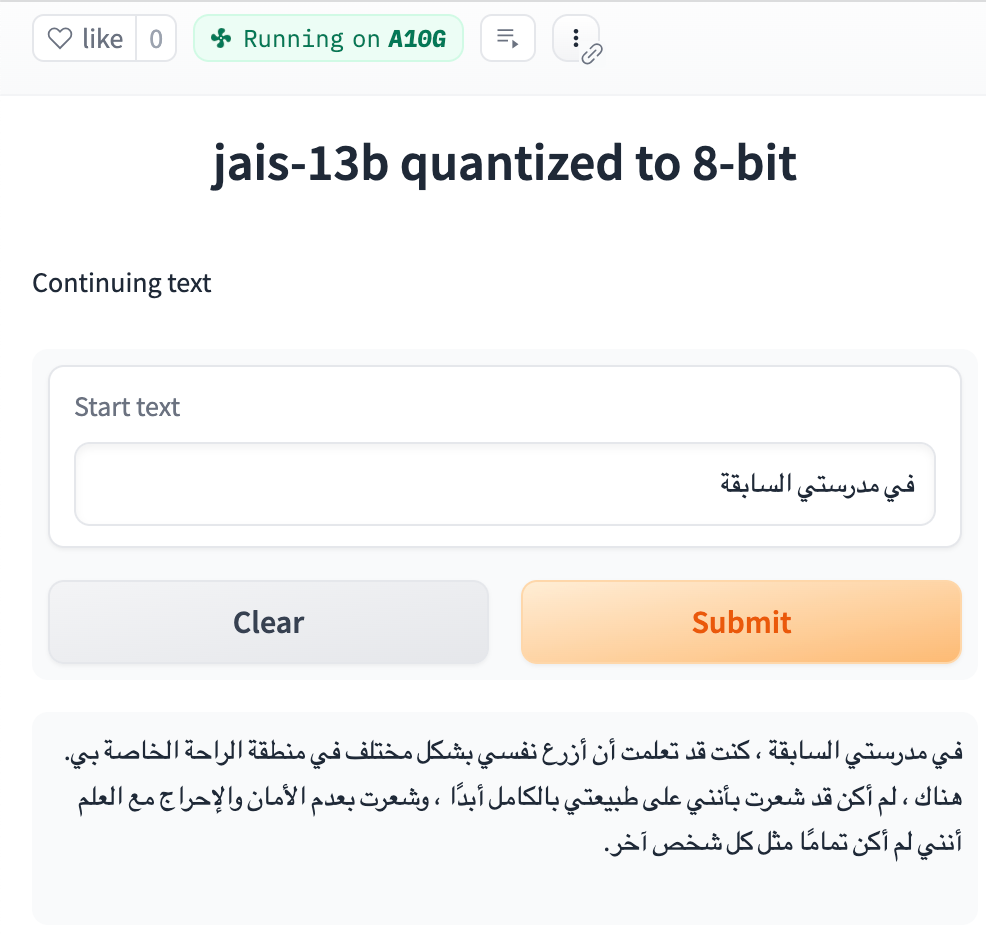 like 0 Running on A10G
jais-13b quantized to 8-bit
Continuing text
Start text
في مدرستي السابقة
Clear Submit
في مدرستي السابقة ، كنت قد تعلمت أن أزرع نفسي بشكل مختلف في منطقة الراحة الخاصة بي.
هناك ، لم أكن قد شعرت بأنني على طبيعتي بالكامل أبدًا ، وشعرت بعدم الأمان والإحراج مع العلم
أنني لم أكن تمامًا مثل كل شخص آخر.